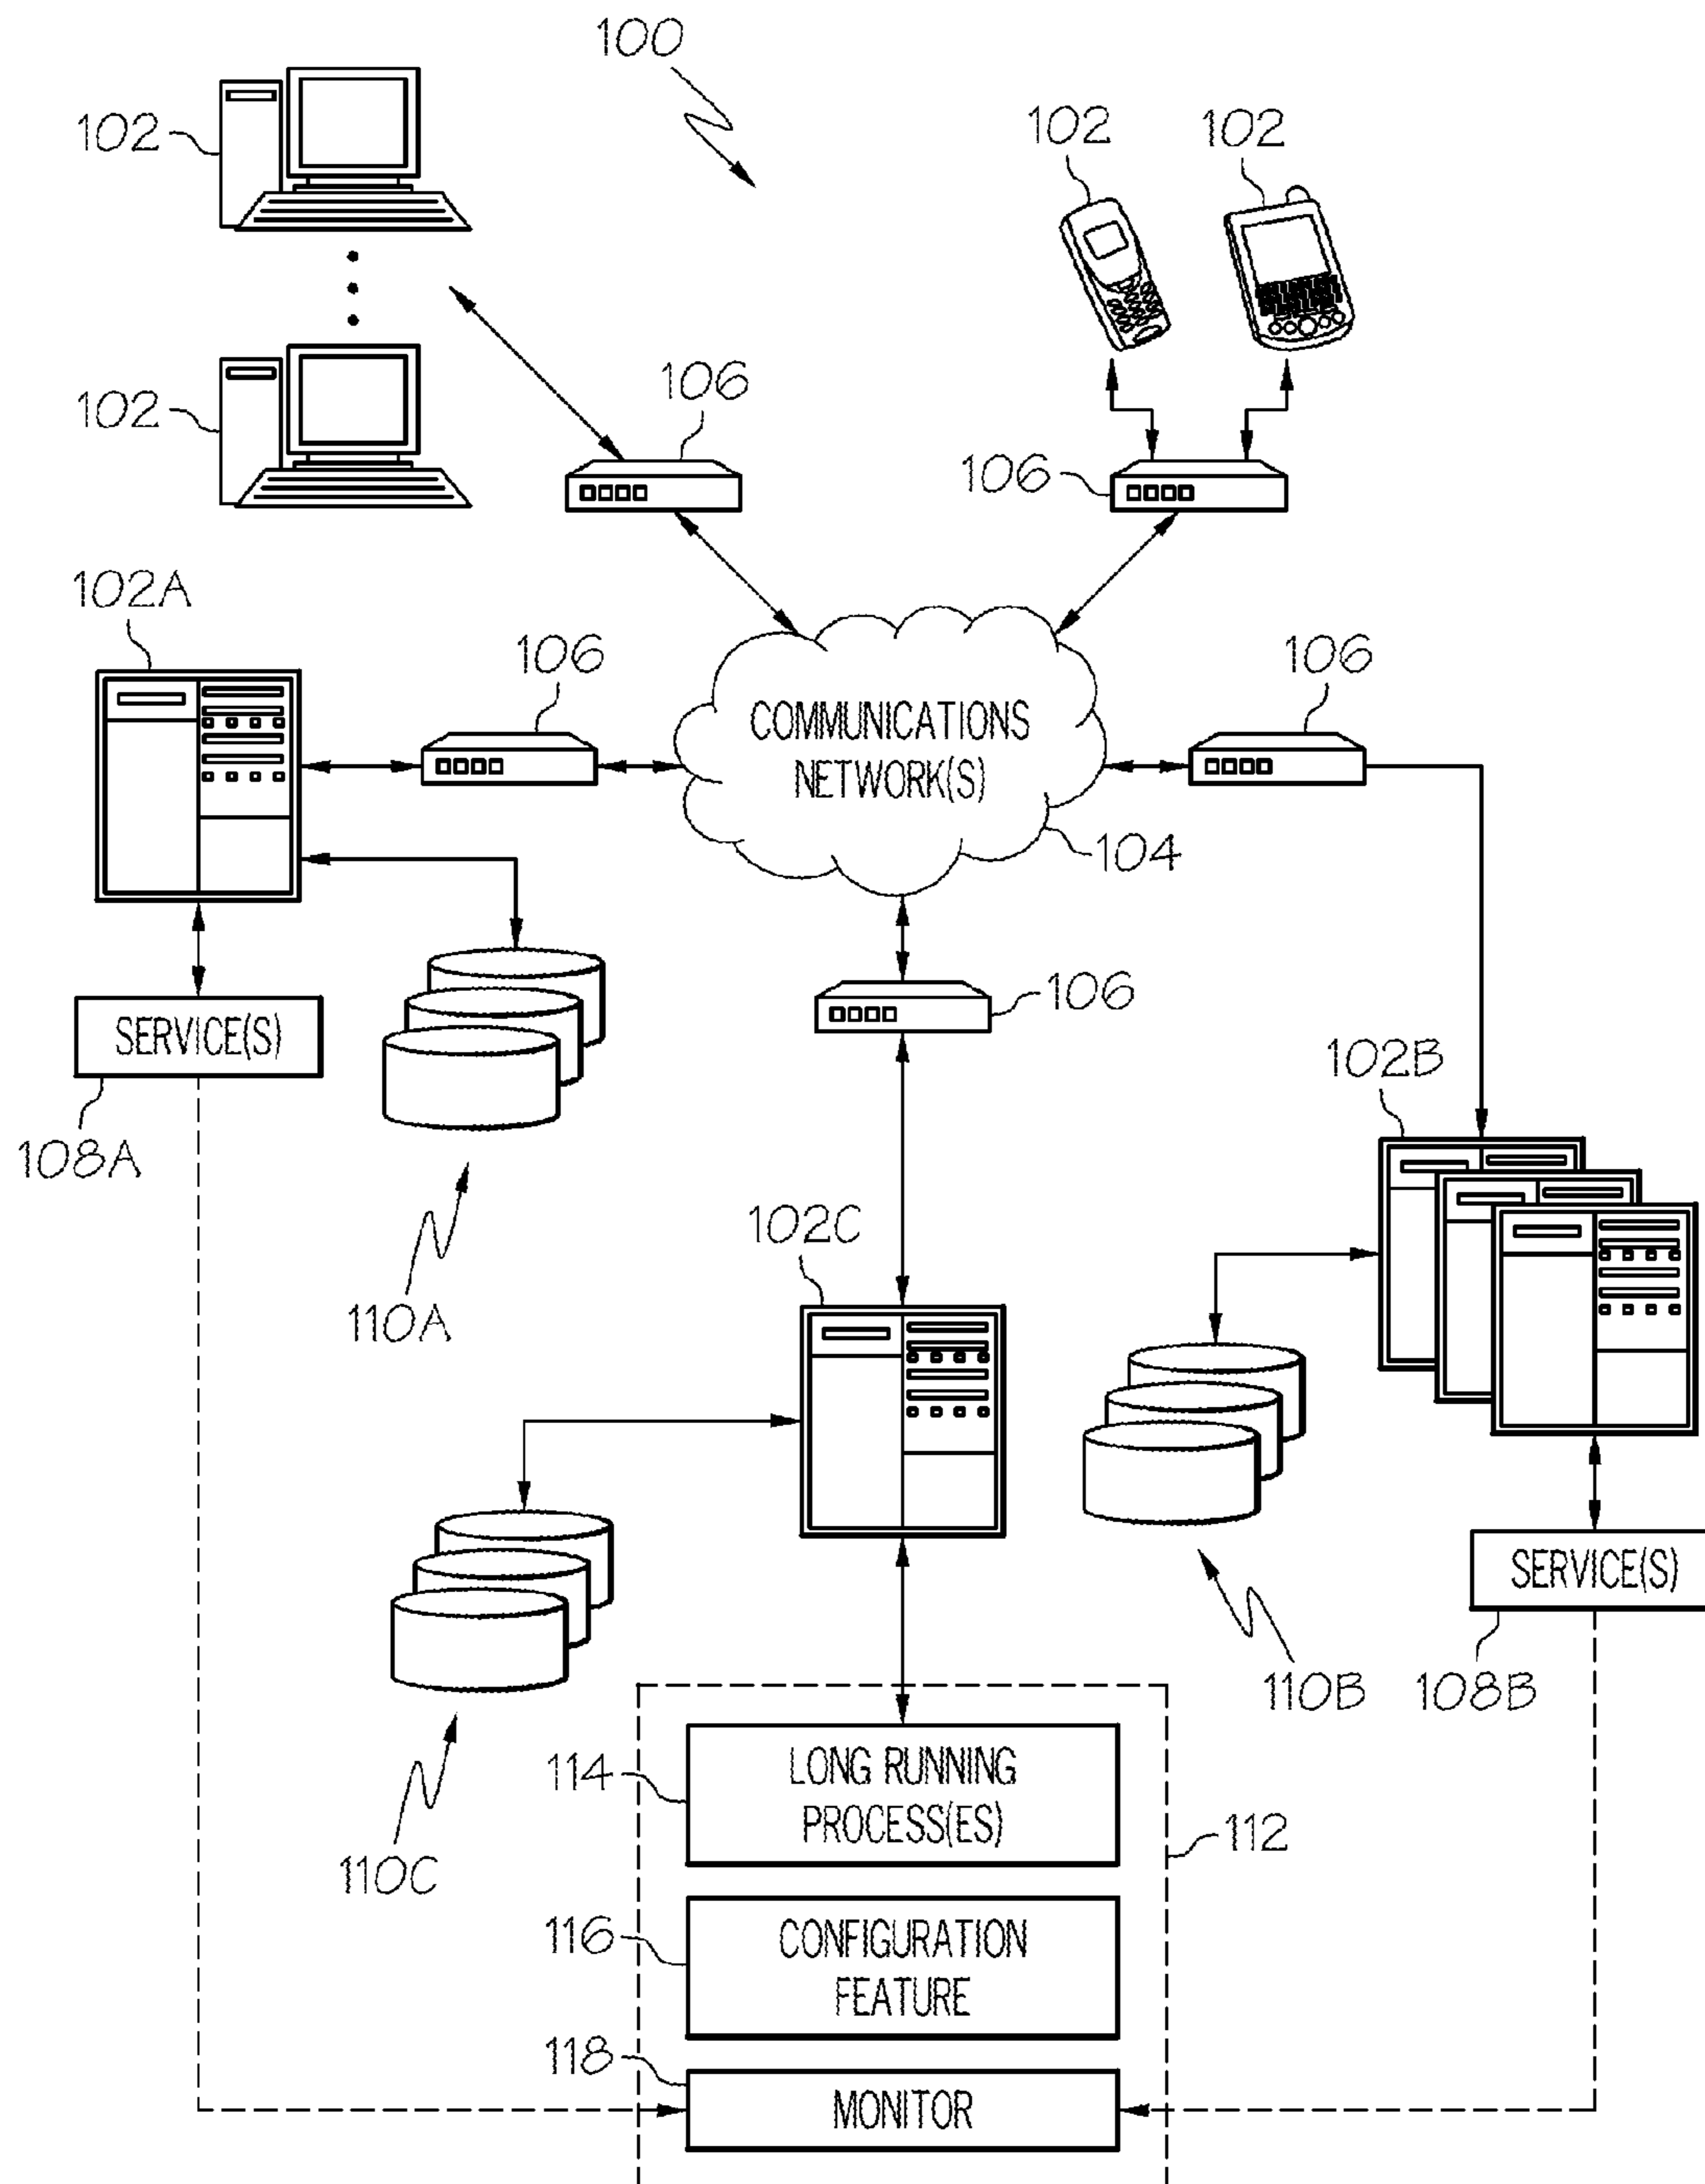 100
102
102
102
102
106
106
102A
106
106
COMMUNICATIONS
NETWORK(S)
104
106
SERVICE(S)
108A
102B
110A
102C
SERVICE(S)
110B
108B
LONG RUNNING
PROCESS(ES)
114
112
110C
116
CONFIGURATION
FEATURE
118
MONITOR